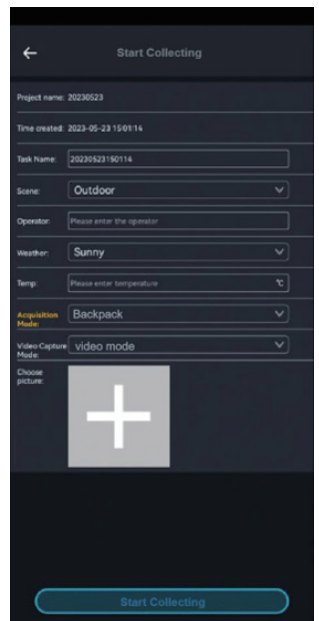 Start Collecting
Project name: 20230523
Time created: 2023-05-23 15:01:14
Task Name: 20230523150114
Scene: Outdoor
Operator: Please enter the operator
Weather: Sunny
Temp: Please enter temperature ℃
Acquisition
Mode: Backpack
Video Capture
Mode: video mode
Choose
picture:
Start Collecting